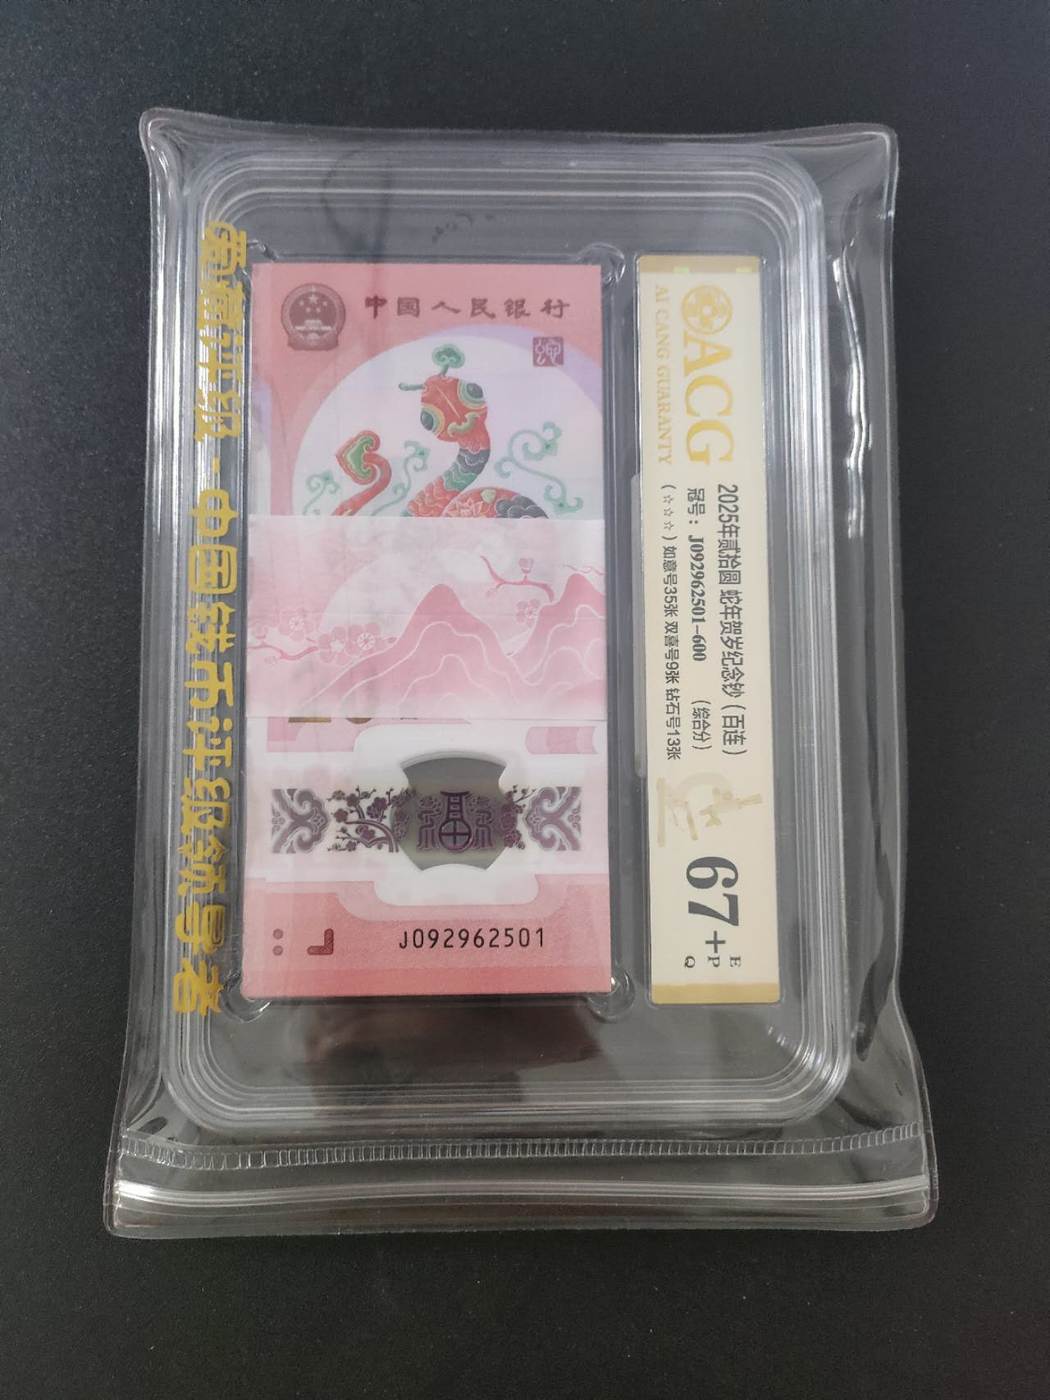 中国人民银行
福
J092962501
ACG
AI CANG GUARANTY
2025年贰拾圆 蛇年贺岁纪念钞（百连）
冠号：J092962501-600 （综合分）
（☆☆☆）如意号35张 双喜号9张 钻石号13张
67+
E
P
Q
爱藏评级·中国钱币评级领导者